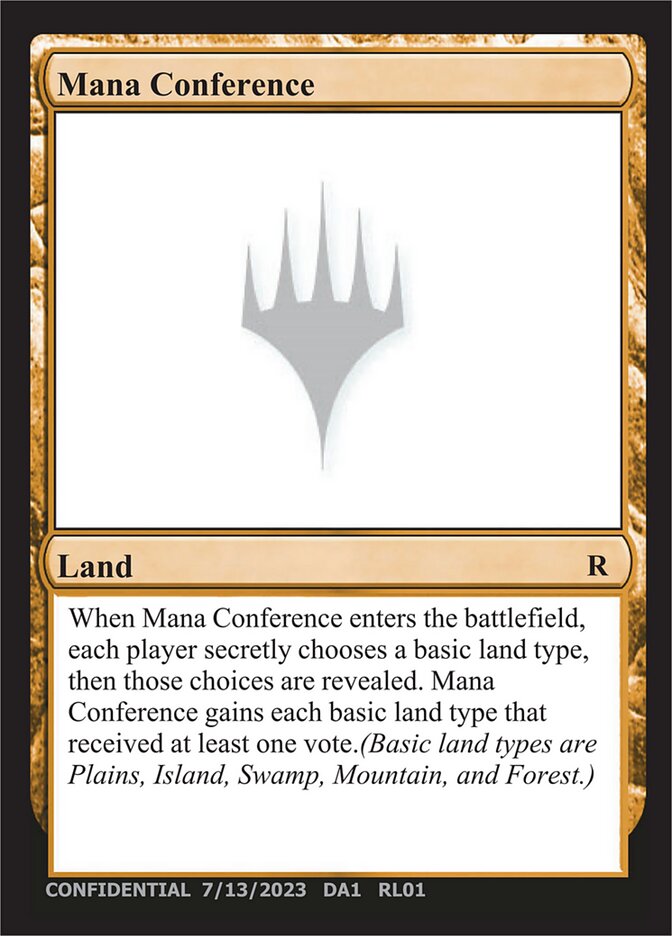 Mana Conference
Land R
When Mana Conference enters the battlefield,
each player secretly chooses a basic land type,
then those choices are revealed. Mana
Conference gains each basic land type that
received at least one vote.(Basic land types are
Plains, Island, Swamp, Mountain, and Forest.)
CONFIDENTIAL 7/13/2023 DA1 RL01